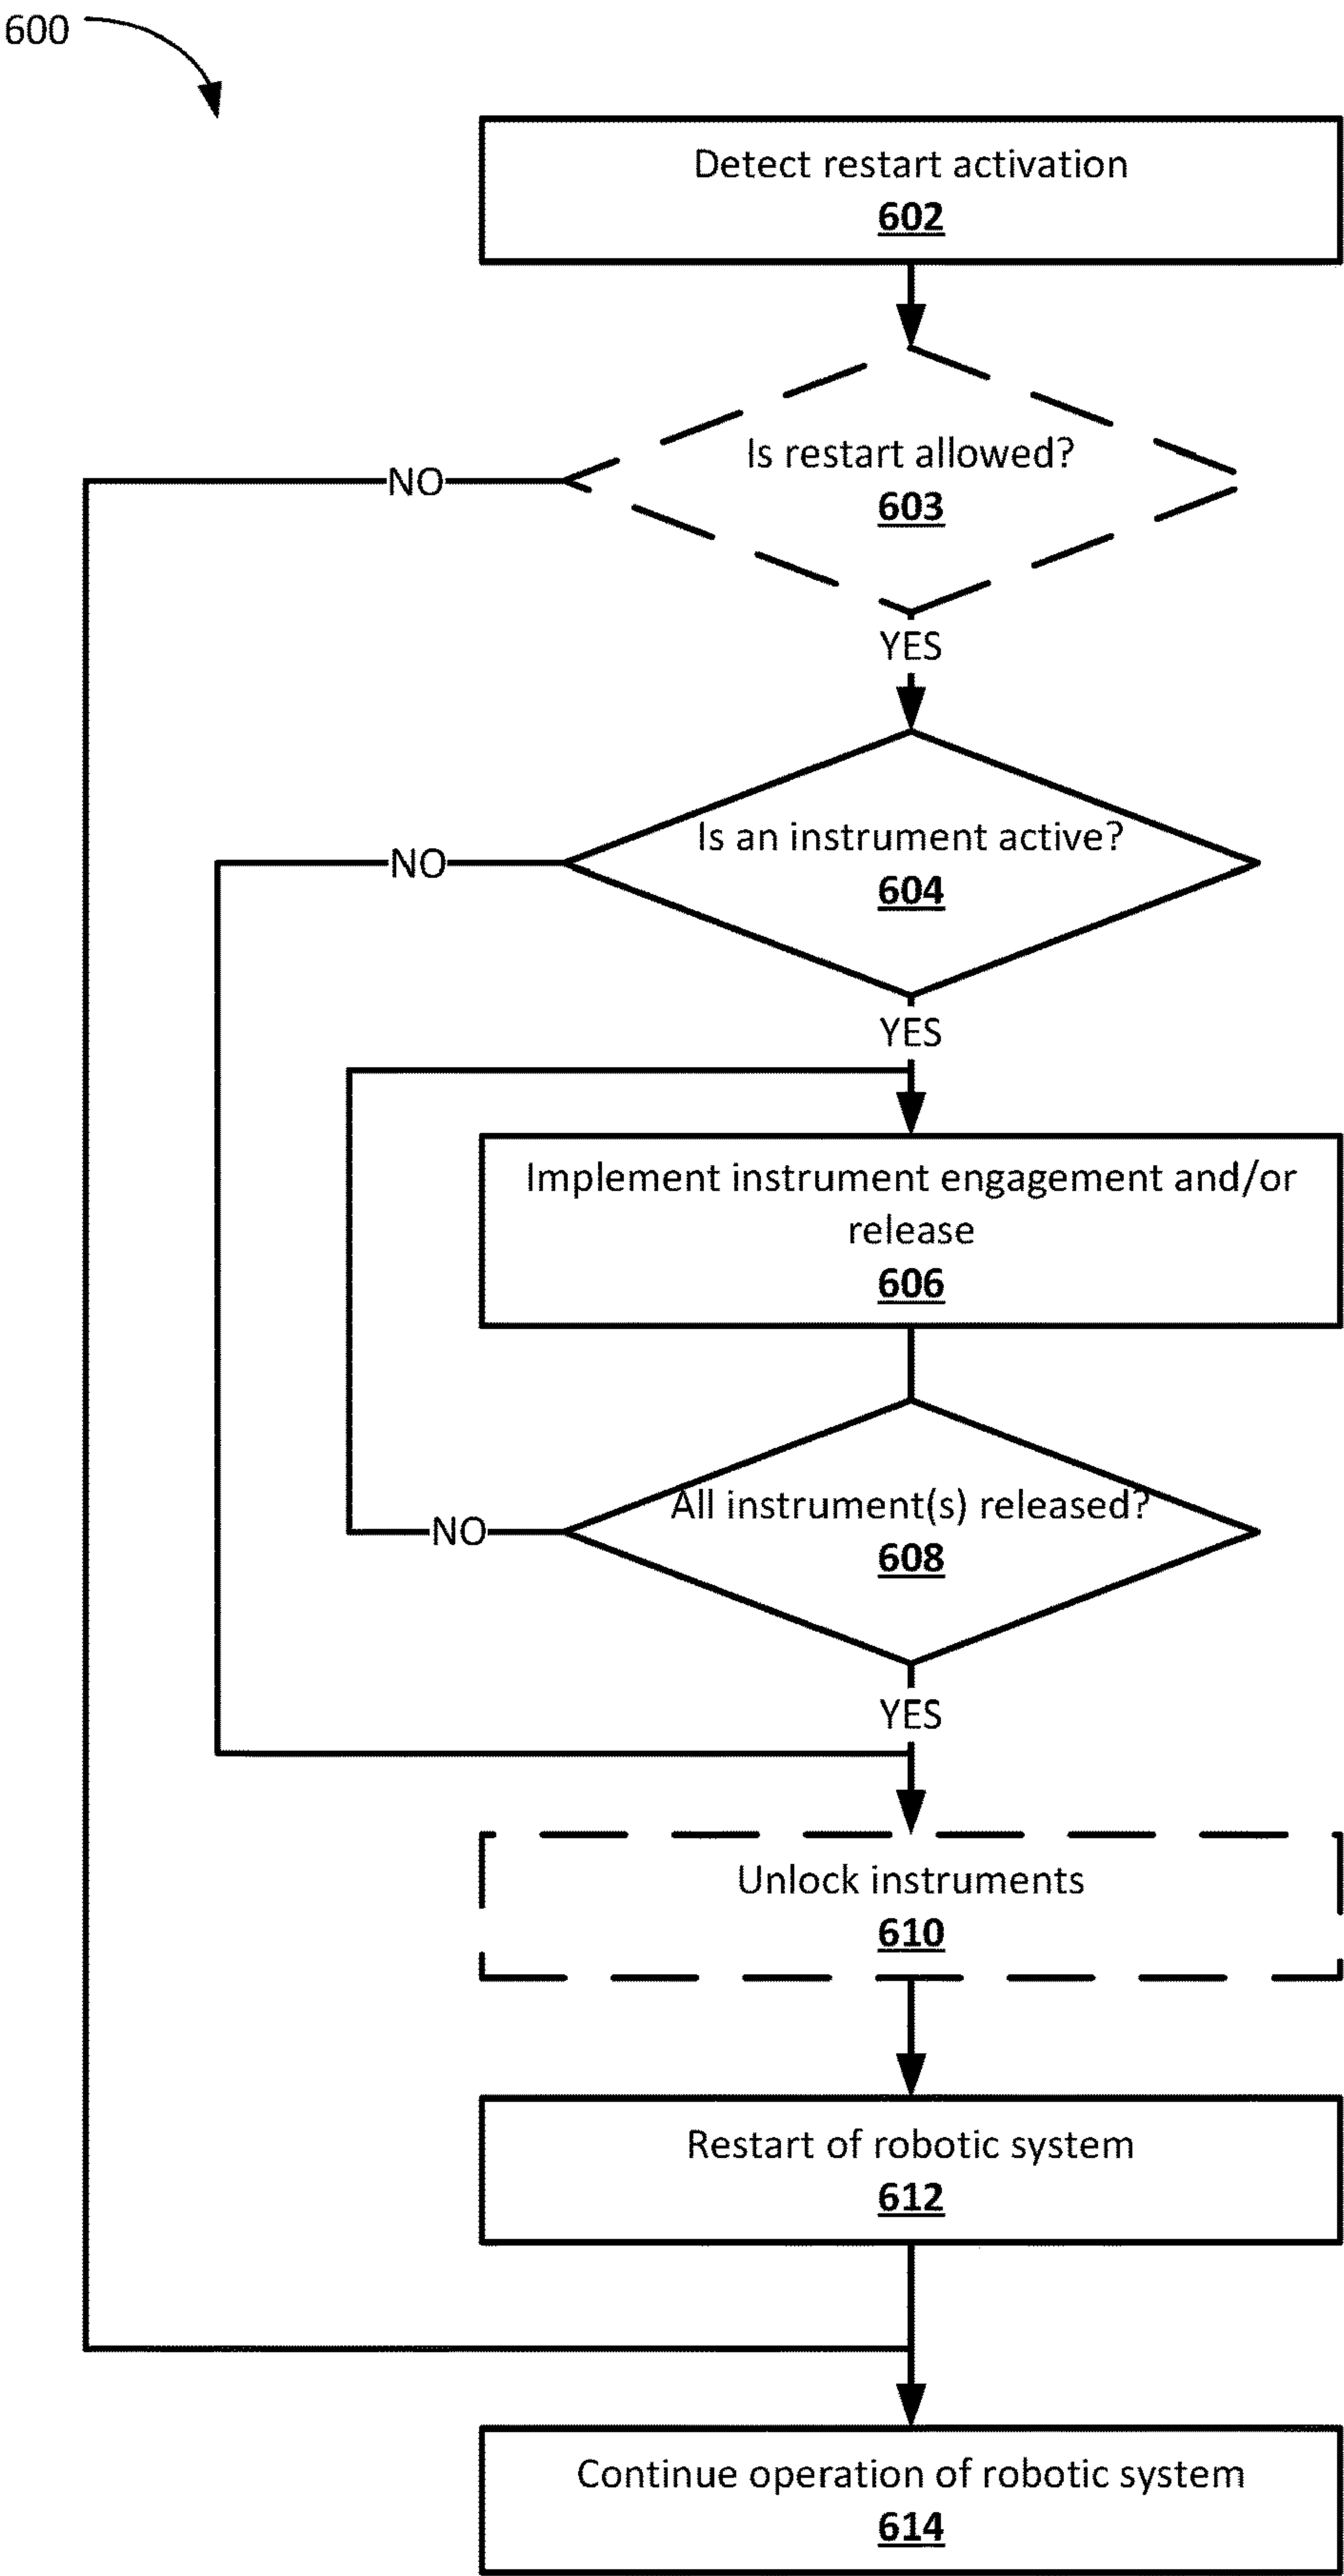 600
Detect restart activation
602
Is restart allowed?
603
NO
YES
Is an instrument active?
604
NO
YES
Implement instrument engagement and/or
release
606
All instrument(s) released?
608
NO
YES
Unlock instruments
610
Restart of robotic system
612
Continue operation of robotic system
614